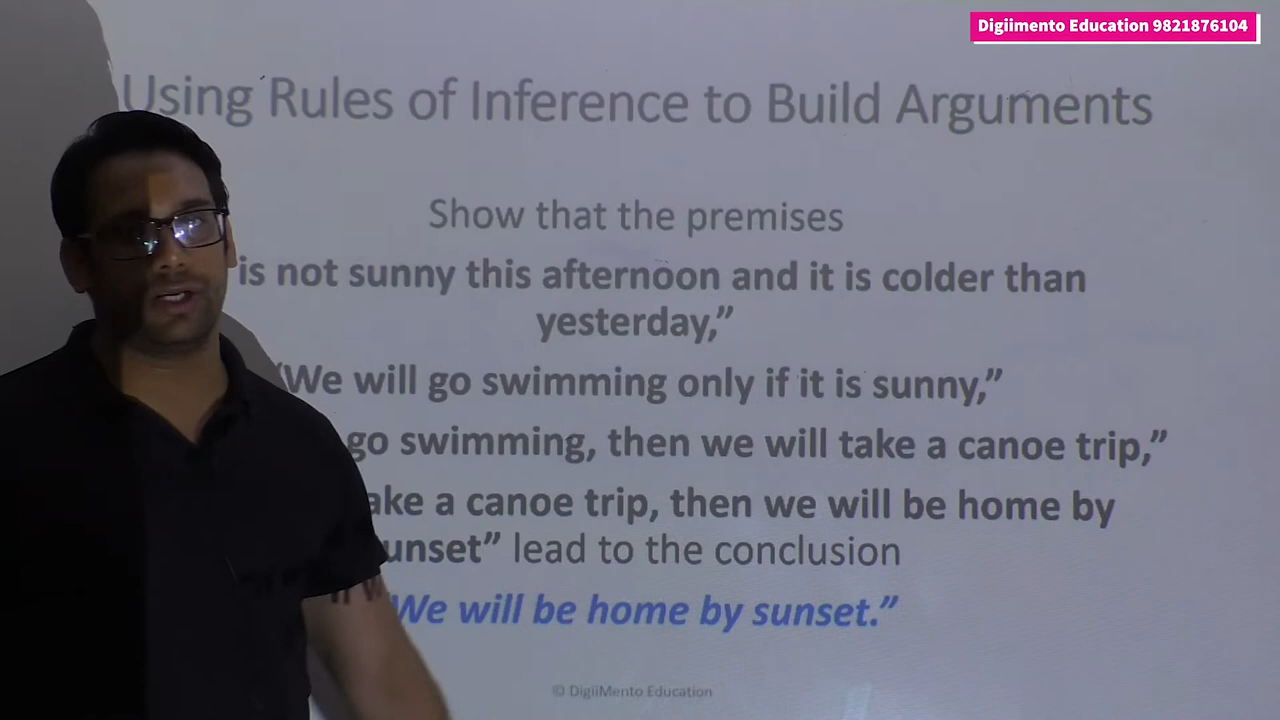 Digiimento Education 9821876104
Using Rules of Inference to Build Arguments
Show that the premises
is not sunny this afternoon and it is colder than
yesterday,”
“We will go swimming only if it is sunny,”
go swimming, then we will take a canoe trip,”
take a canoe trip, then we will be home by
sunset” lead to the conclusion
“We will be home by sunset.”
© DigiiMento Education